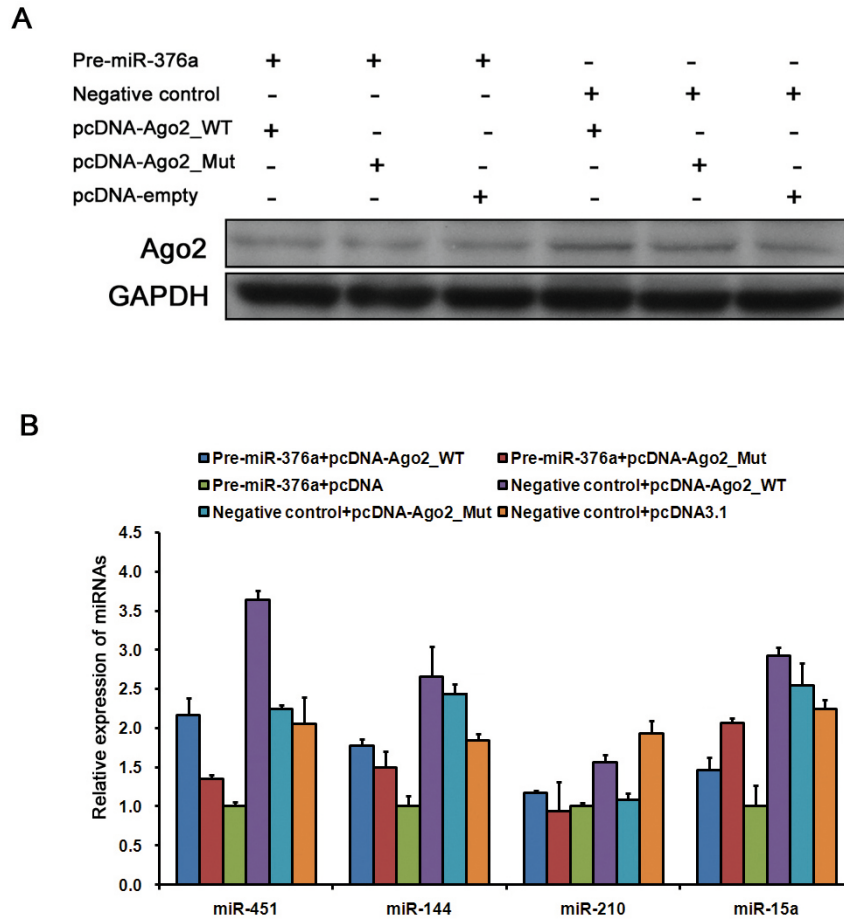 A
Pre-miR-376a + + + - - -
Negative control - - - + + +
pcDNA-Ago2_WT + - - + - -
pcDNA-Ago2_Mut - + - - + -
pcDNA-empty - - + - - +
Ago2
GAPDH
B
Pre-miR-376a+pcDNA-Ago2_WT Pre-miR-376a+pcDNA-Ago2_Mut
Pre-miR-376a+pcDNA Negative control+pcDNA-Ago2_WT
Negative control+pcDNA-Ago2_Mut Negative control+pcDNA3.1
Relative expression of miRNAs
4.5
4.0
3.5
3.0
2.5
2.0
1.5
1.0
0.5
0.0
miR-451 miR-144 miR-210 miR-15a